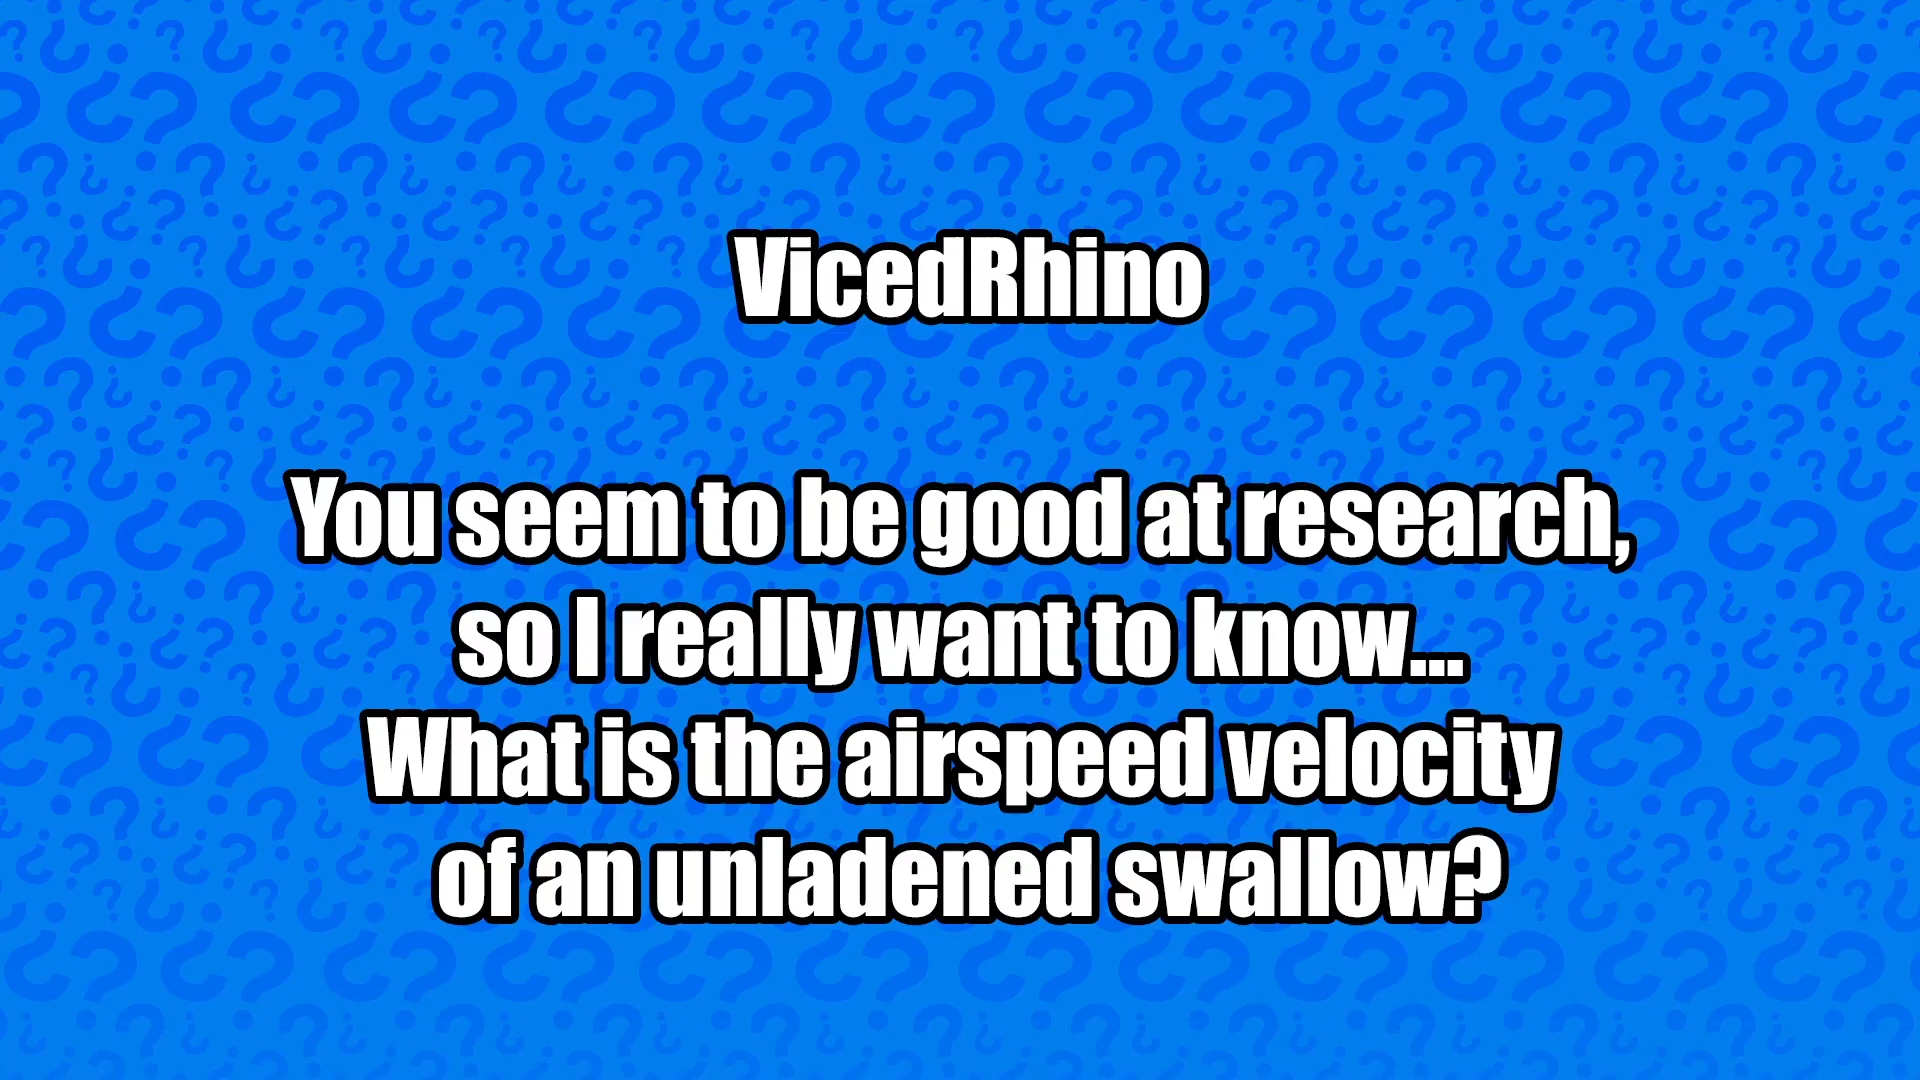 VicedRhino
You seem to be good at research,
so I really want to know...
What is the airspeed velocity
of an unladened swallow?